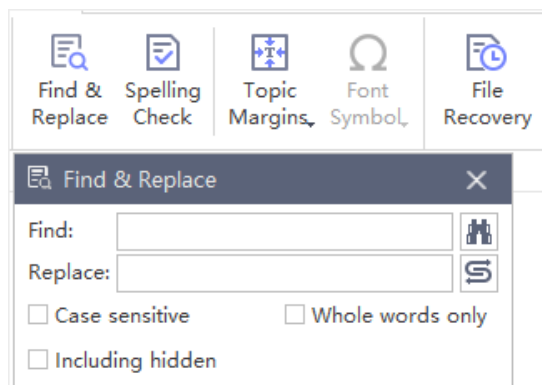 Find & Replace
Spelling Check
Topic Margins
Font Symbol
File Recovery
Find & Replace
Find:
Replace:
Case sensitive
Whole words only
Including hidden